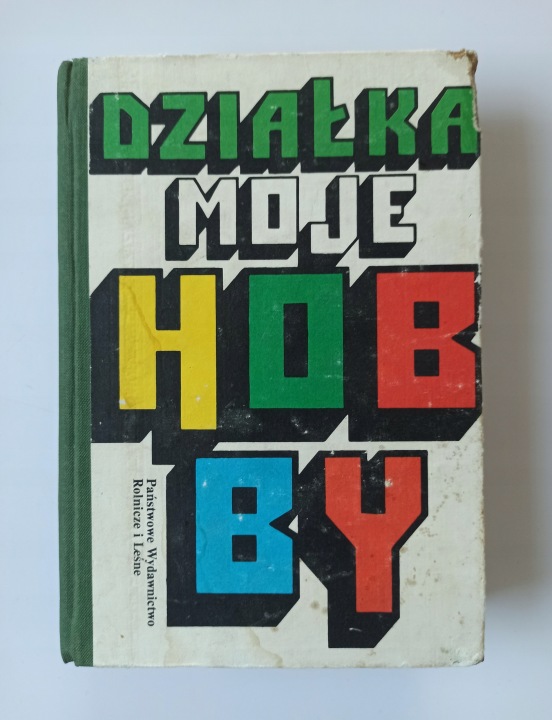 DZIAŁKA
MOJE
HOB
BY
Państwowe Wydawnictwo
Rolnicze i Leśne